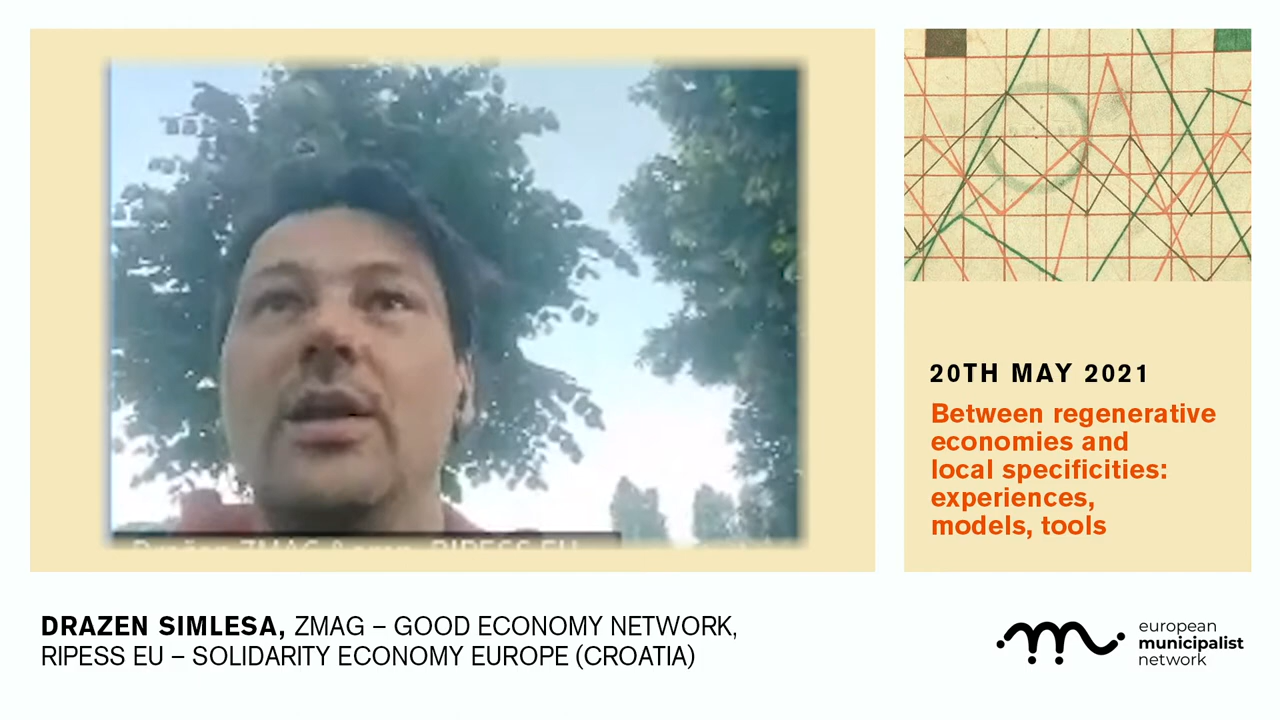 20TH MAY 2021
Between regenerative
economies and
local specificities:
experiences,
models, tools
DRAZEN SIMLESA, ZMAG – GOOD ECONOMY NETWORK,
RIPESS EU – SOLIDARITY ECONOMY EUROPE (CROATIA)
european
municipalist
network